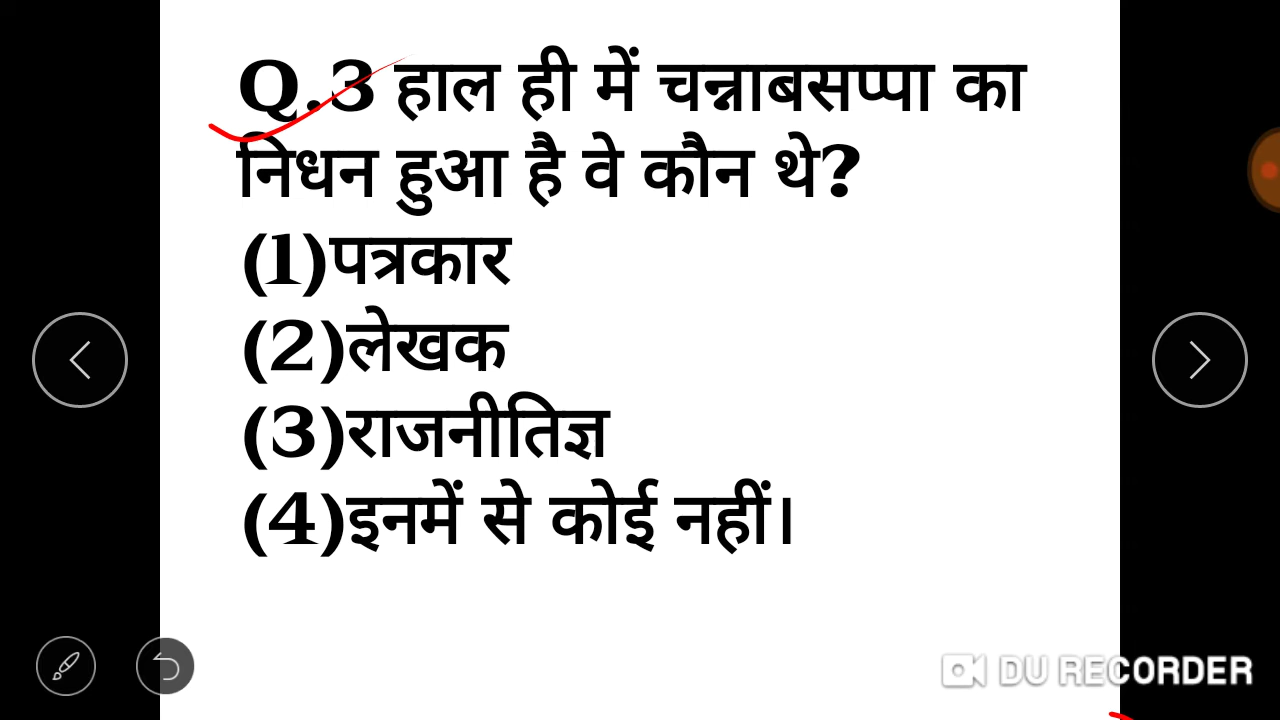 Q.3 हाल ही में चन्नाबसप्पा का
निधन हुआ है वे कौन थे?
(1)पत्रकार
(2)लेखक
(3)राजनीतिज्ञ
(4)इनमें से कोई नहीं।
DU RECORDER